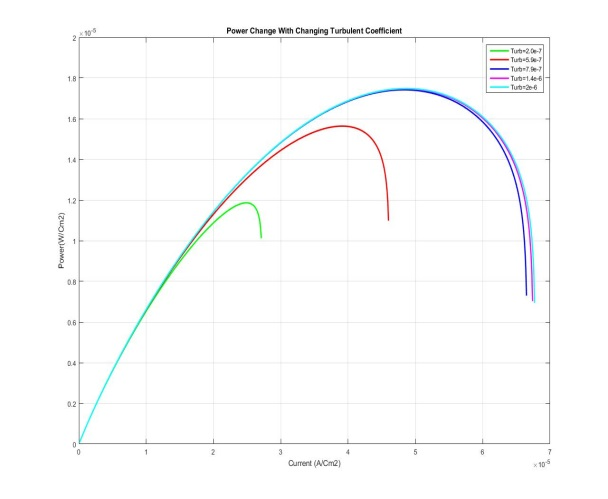 Power Change With Changing Turbulent Coefficient
×10⁻⁵
2
1.8
1.6
1.4
1.2
1
0.8
0.6
0.4
0.2
0
Power(W/Cm2)
Turb=2.0e-7
Turb=5.9e-7
Turb=7.9e-7
Turb=1.4e-6
Turb=2e-6
0 1 2 3 4 5 6 7
Current (A/Cm2)
×10⁻⁵